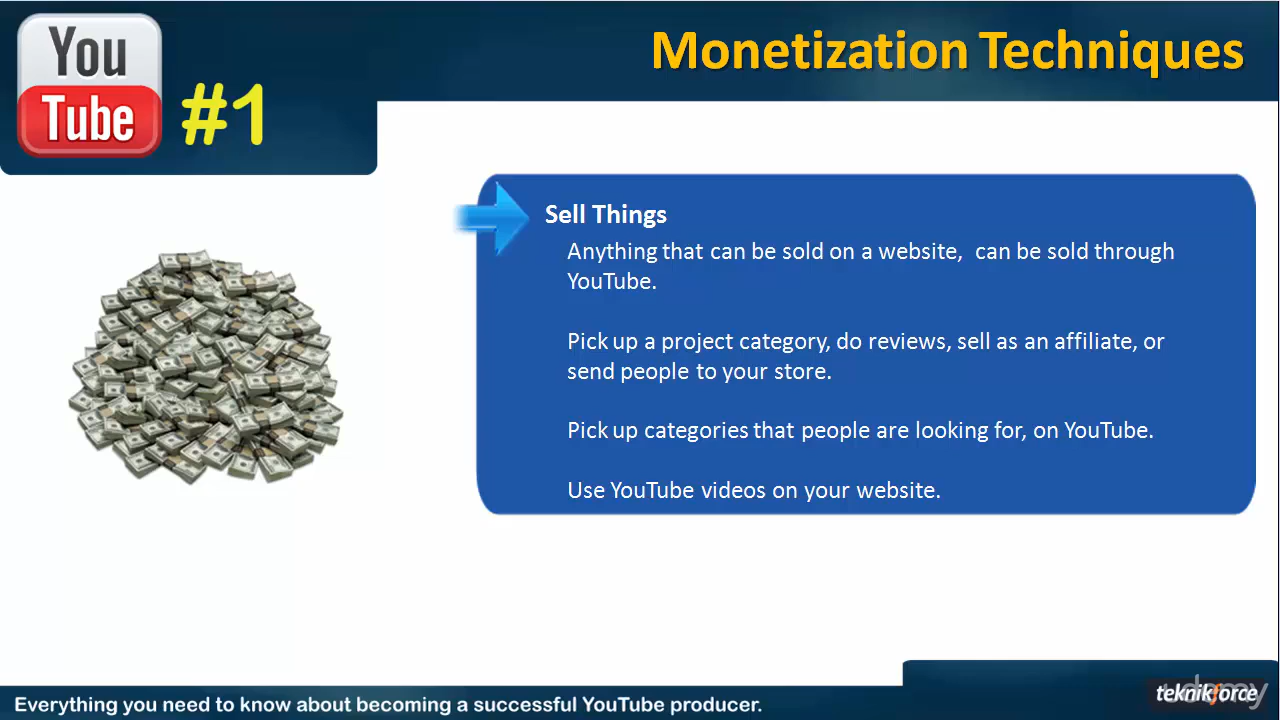 You
Tube
#1
Monetization Techniques
Sell Things
Anything that can be sold on a website, can be sold through
YouTube.
Pick up a project category, do reviews, sell as an affiliate, or
send people to your store.
Pick up categories that people are looking for, on YouTube.
Use YouTube videos on your website.
Everything you need to know about becoming a successful YouTube producer.
teknikforce
udemy